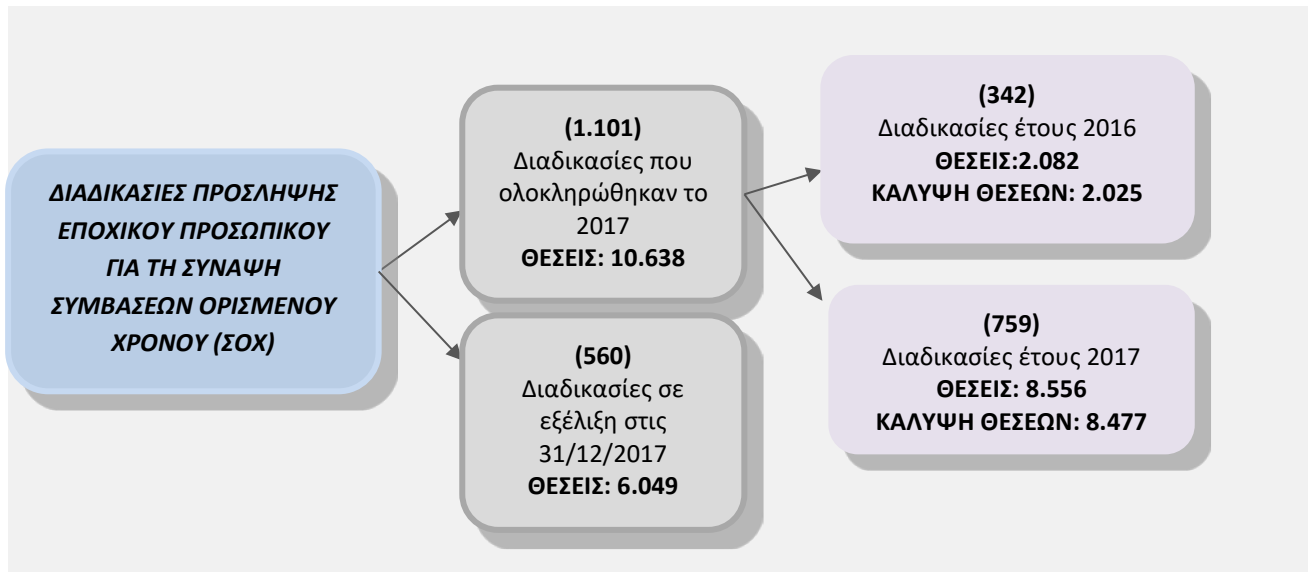 ΔΙΑΔΙΚΑΣΙΕΣ ΠΡΟΣΛΗΨΗΣ
ΕΠΟΧΙΚΟΥ ΠΡΟΣΩΠΙΚΟΥ
ΓΙΑ ΤΗ ΣΥΝΑΨΗ
ΣΥΜΒΑΣΕΩΝ ΟΡΙΣΜΕΝΟΥ
ΧΡΟΝΟΥ (ΣΟΧ)
(1.101)
Διαδικασίες που
ολοκληρώθηκαν το
2017
ΘΕΣΕΙΣ: 10.638
(560)
Διαδικασίες σε
εξέλιξη στις
31/12/2017
ΘΕΣΕΙΣ: 6.049
(342)
Διαδικασίες έτους 2016
ΘΕΣΕΙΣ:2.082
ΚΑΛΥΨΗ ΘΕΣΕΩΝ: 2.025
(759)
Διαδικασίες έτους 2017
ΘΕΣΕΙΣ: 8.556
ΚΑΛΥΨΗ ΘΕΣΕΩΝ: 8.477